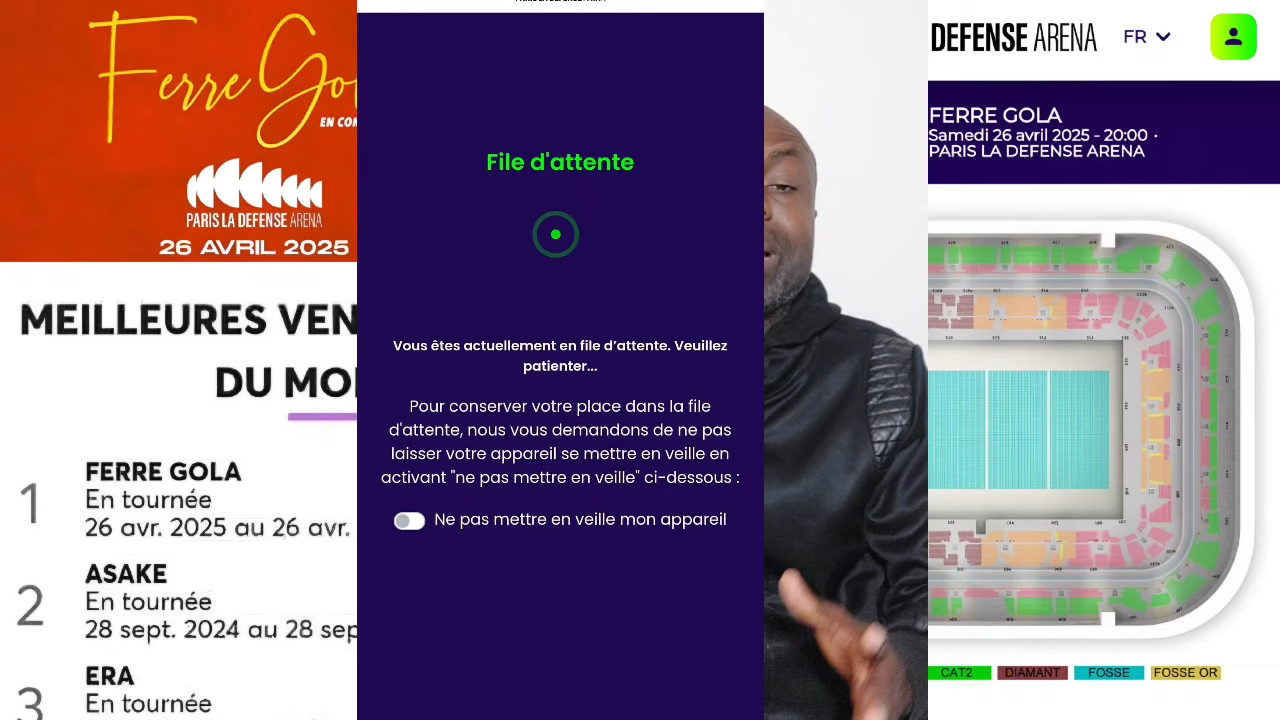 Ferre Go
EN CON
PARIS LA DEFENSE ARENA
26 AVRIL 2025
MEILLEURES VEN
DU MO
1
FERRE GOLA
En tournée
26 avr. 2025 au 26 avr.
2
ASAKE
En tournée
28 sept. 2024 au 28 sep
3
ERA
En tournée
File d'attente
Vous êtes actuellement en file d’attente. Veuillez
patienter...
Pour conserver votre place dans la file
d'attente, nous vous demandons de ne pas
laisser votre appareil se mettre en veille en
activant "ne pas mettre en veille" ci-dessous :
Ne pas mettre en veille mon appareil
DEFENSE ARENA
FR
FERRE GOLA
Samedi 26 avril 2025 - 20:00 ·
PARIS LA DEFENSE ARENA
CAT2
DIAMANT
FOSSE
FOSSE OR